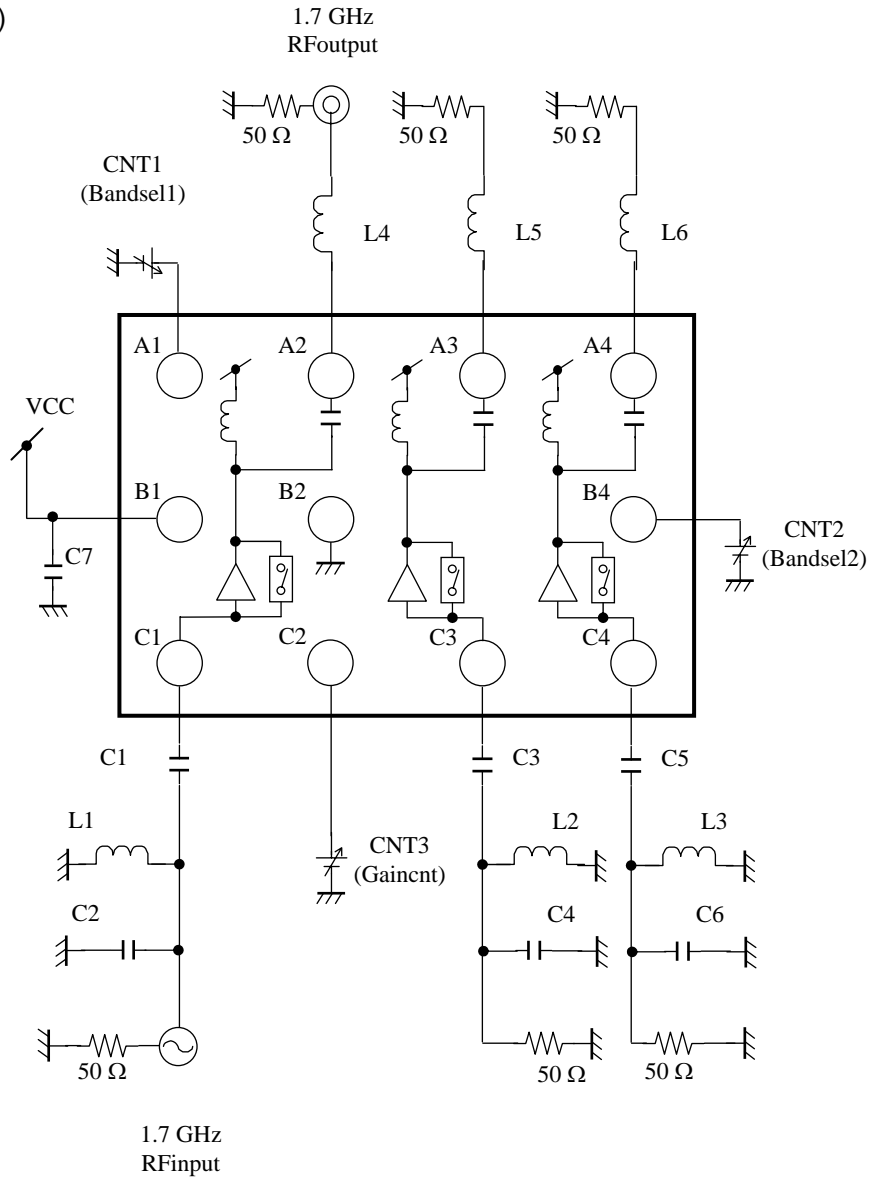 )
1.7 GHz
RFoutput
50 Ω
50 Ω
50 Ω
CNT1
(Bandsel1)
L4
L5
L6
A1
A2
A3
A4
VCC
B1
B2
B4
CNT2
(Bandsel2)
C7
C1
C2
C3
C4
C1
C3
C5
L1
CNT3
(Gaincnt)
L2
L3
C2
C4
C6
50 Ω
50 Ω
50 Ω
1.7 GHz
RFinput